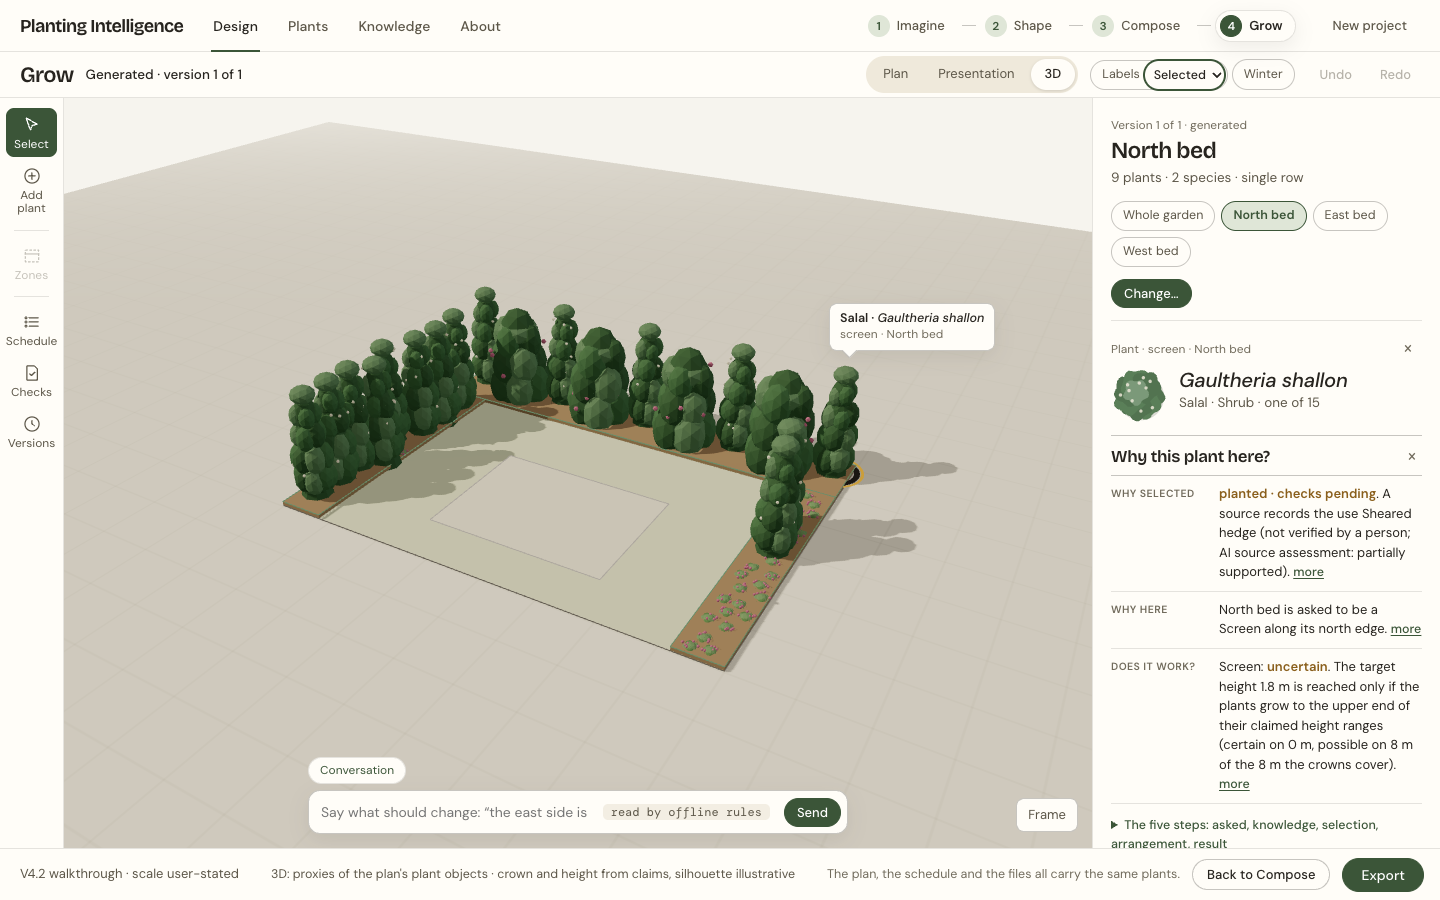 Planting Intelligence
Design
Plants
Knowledge
About
1 Imagine
2 Shape
3 Compose
4 Grow
New project
Grow
Generated · version 1 of 1
Plan
Presentation
3D
Labels
Selected
Winter
Undo
Redo
Select
Add
plant
Zones
Schedule
Checks
Versions
Salal · Gaultheria shallon
screen · North bed
Conversation
Say what should change: “the east side is
read by offline rules
Send
Frame
Version 1 of 1 · generated
North bed
9 plants · 2 species · single row
Whole garden
North bed
East bed
West bed
Change…
Plant · screen · North bed
×
Gaultheria shallon
Salal · Shrub · one of 15
Why this plant here?
×
WHY SELECTED
planted · checks pending. A
source records the use Sheared
hedge (not verified by a person;
AI source assessment: partially
supported). more
WHY HERE
North bed is asked to be a
Screen along its north edge. more
DOES IT WORK?
Screen: uncertain. The target
height 1.8 m is reached only if the
plants grow to the upper end of
their claimed height ranges
(certain on 0 m, possible on 8 m
of the 8 m the crowns cover).
more
The five steps: asked, knowledge, selection,
arrangement, result
V4.2 walkthrough · scale user-stated
3D: proxies of the plan's plant objects · crown and height from claims, silhouette illustrative
The plan, the schedule and the files all carry the same plants.
Back to Compose
Export